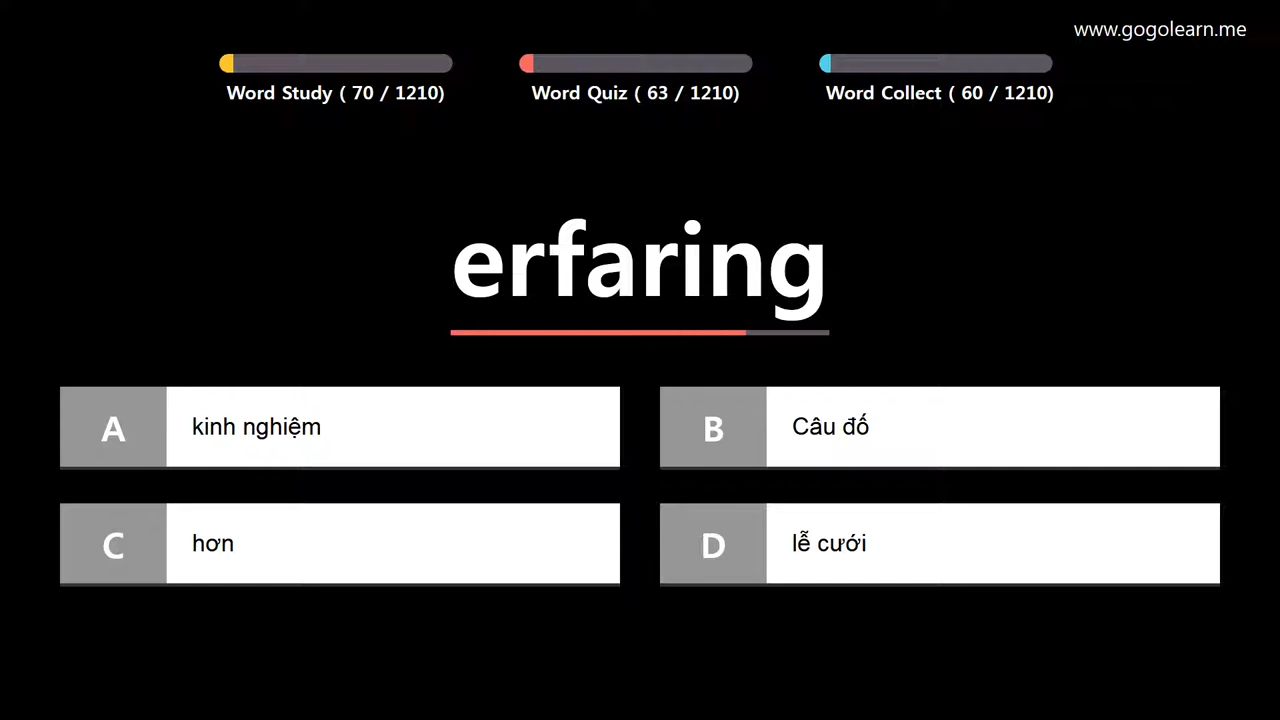 www.gogolearn.me
Word Study ( 70 / 1210)
Word Quiz ( 63 / 1210)
Word Collect ( 60 / 1210)
erfaring
A kinh nghiệm
B Câu đố
C hơn
D lễ cưới